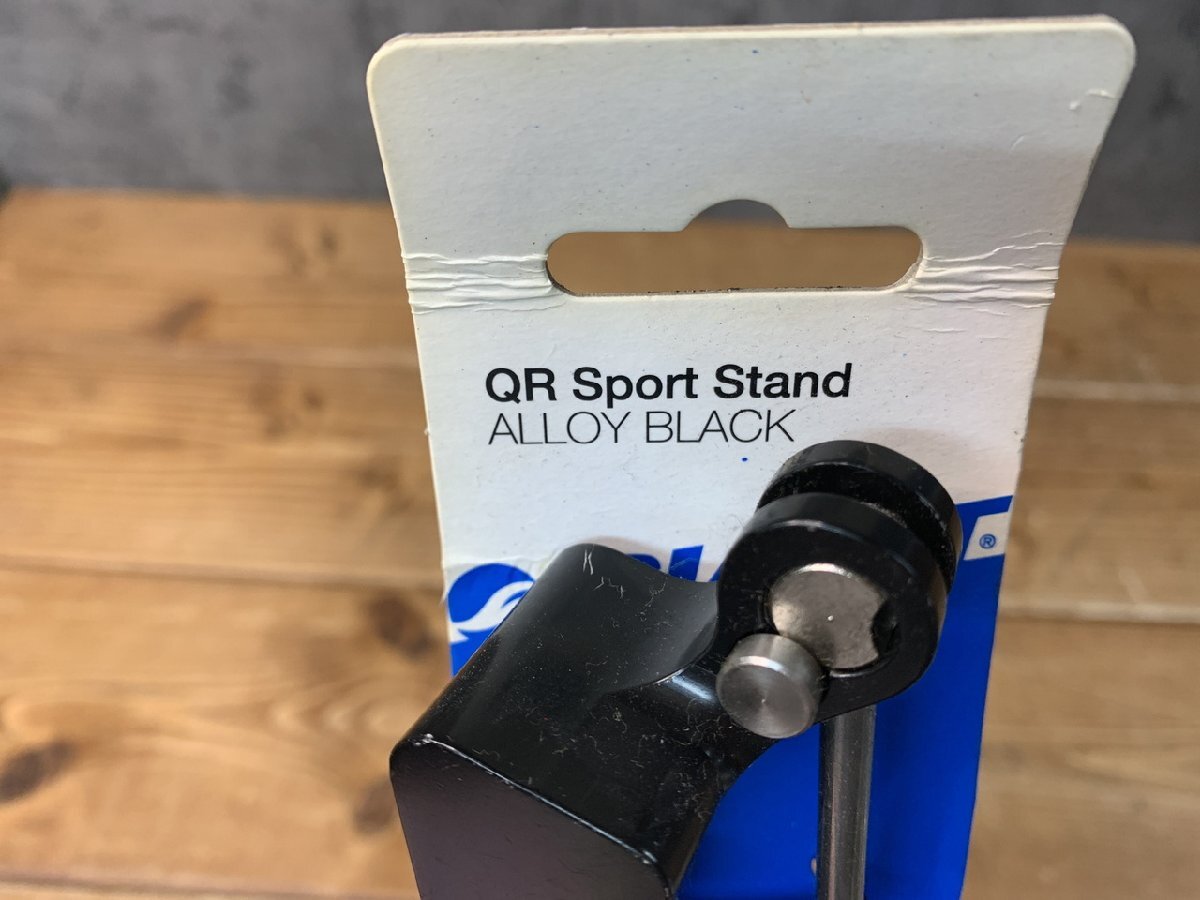 QR Sport Stand
ALLOY BLACK
®